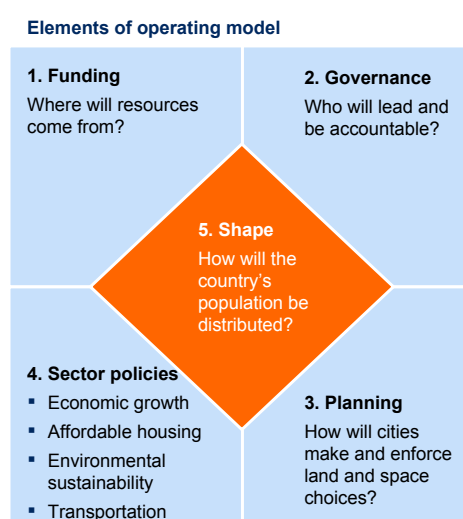 Elements of operating model
1. Funding
Where will resources
come from?
2. Governance
Who will lead and
be accountable?
5. Shape
How will the
country's
population be
distributed?
4. Sector policies
▪ Economic growth
▪ Affordable housing
▪ Environmental
sustainability
▪ Transportation
3. Planning
How will cities
make and enforce
land and space
choices?